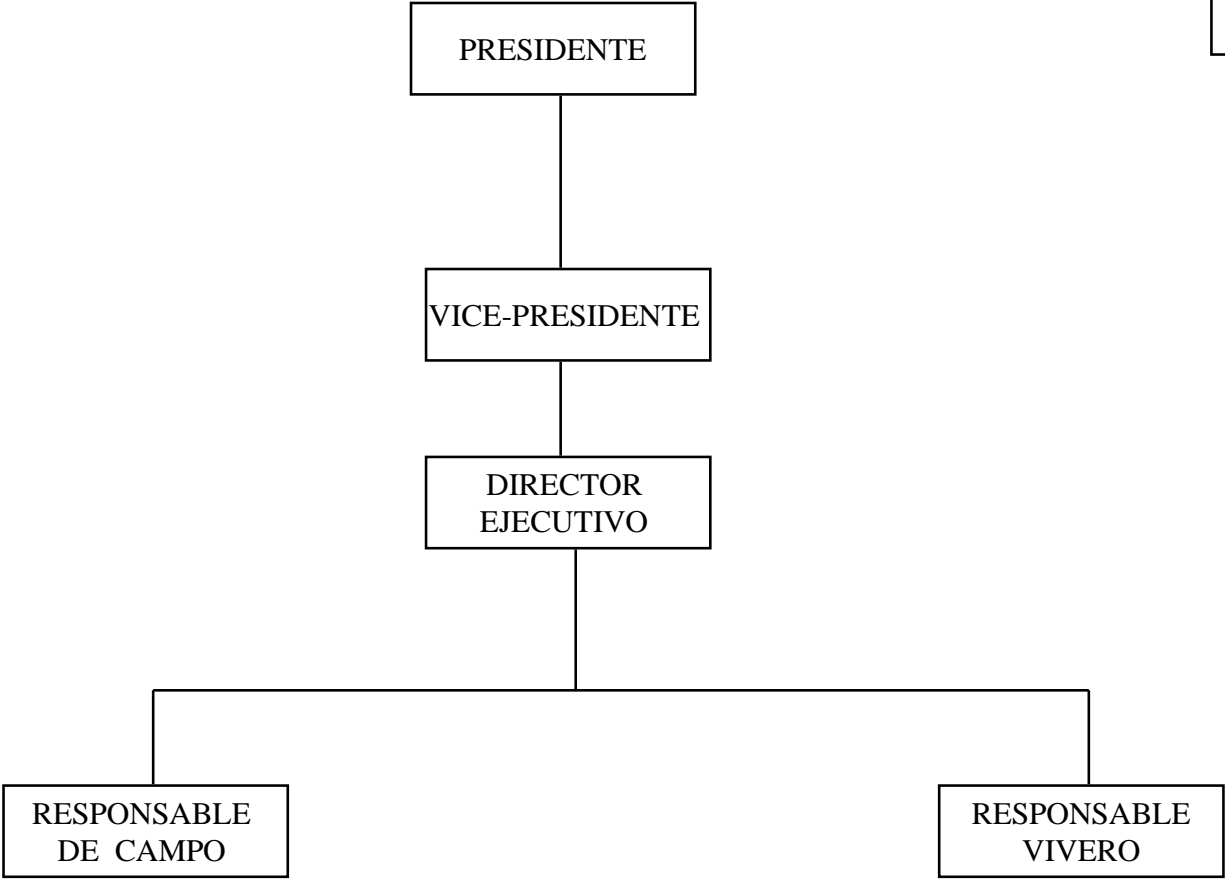 PRESIDENTE
VICE-PRESIDENTE
DIRECTOR
EJECUTIVO
RESPONSABLE
DE CAMPO
RESPONSABLE
VIVERO